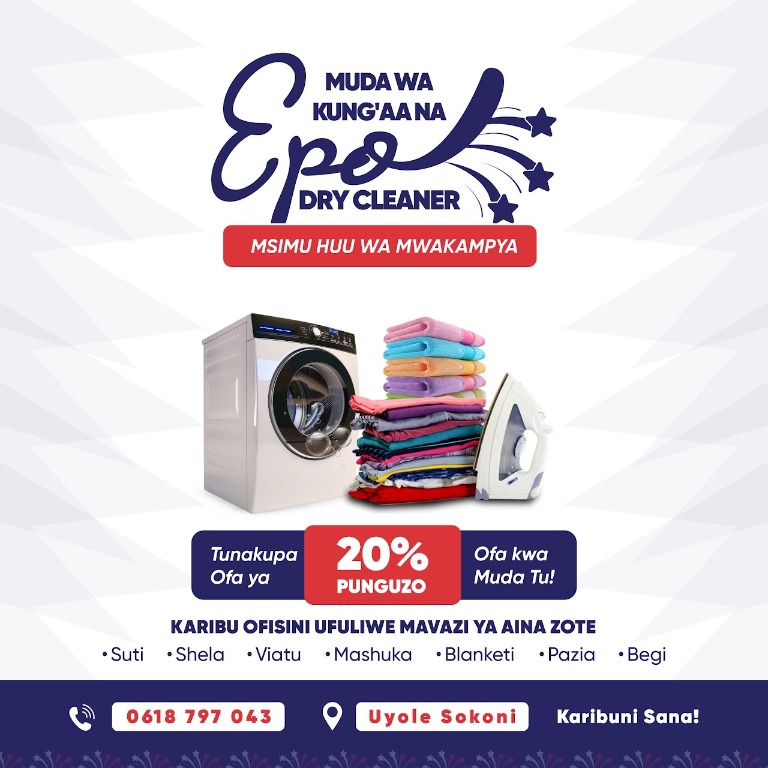 MUDA WA
KUNG'AA NA
Epo
DRY CLEANER
MSIMU HUU WA MWAKAMPYA
Tunakupa
Ofa ya
20%
PUNGUZO
Ofa kwa
Muda Tu!
KARIBU OFISINI UFULIWE MAVAZI YA AINA ZOTE
• Suti • Shela • Viatu • Mashuka • Blanketi • Pazia • Begi
0618 797 043 Uyole Sokoni Karibuni Sana!